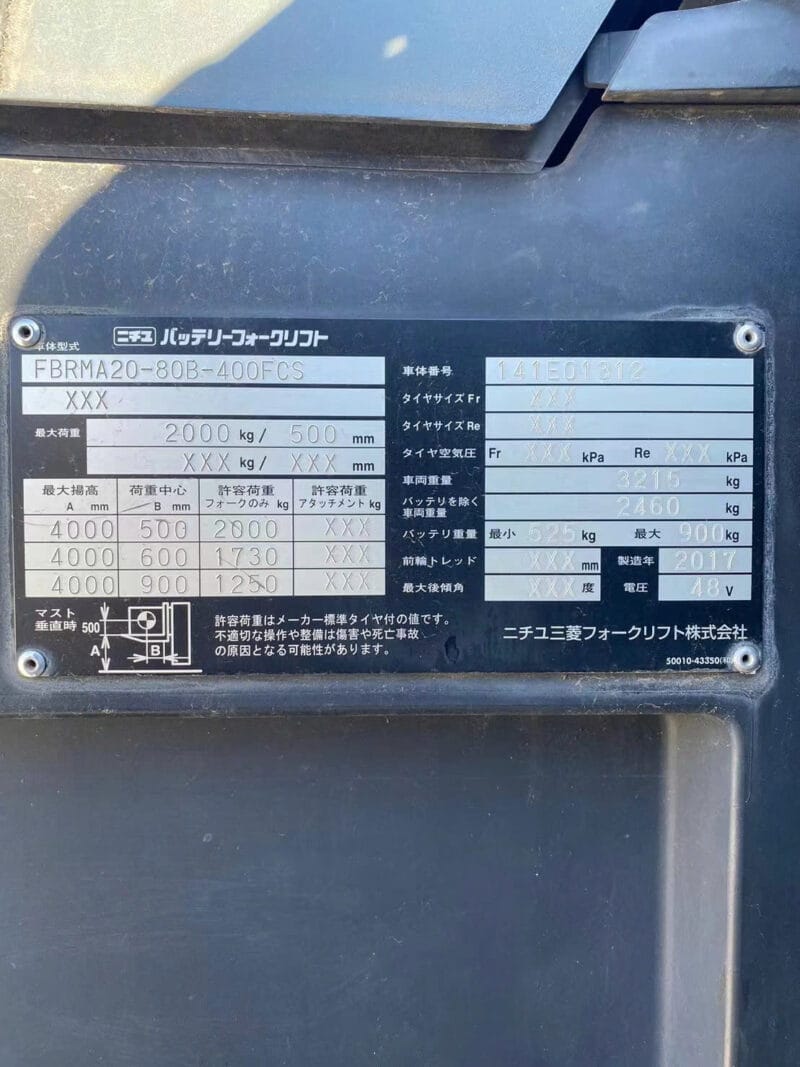 ニチユ バッテリーフォークリフト
車体型式
FBRMA20-80B-400FCS
XXX
最大荷重 2000 kg/ 500 mm
XXX kg/ XXX mm
最大揚高 A mm 荷重中心 B mm 許容荷重 フォークのみ kg 許容荷重 アタッチメント kg
4000 500 2000 XXX
4000 600 1730 XXX
4000 900 1250 XXX
マスト垂直時 500 A B
許容荷重はメーカー標準タイヤ付の値です。
不適切な操作や整備は傷害や死亡事故
の原因となる可能性があります。
車体番号 141E01312
タイヤサイズ Fr XXX
タイヤサイズ Re XXX
タイヤ空気圧 Fr XXX kPa Re XXX kPa
車両重量 3215 kg
バッテリを除く車両重量 2460 kg
バッテリ重量 最小 525 kg 最大 900 kg
前輪トレッド XXX mm 製造年 2017
最大後傾角 XXX 度 電圧 48 V
ニチユ三菱フォークリフト株式会社
50010-43350